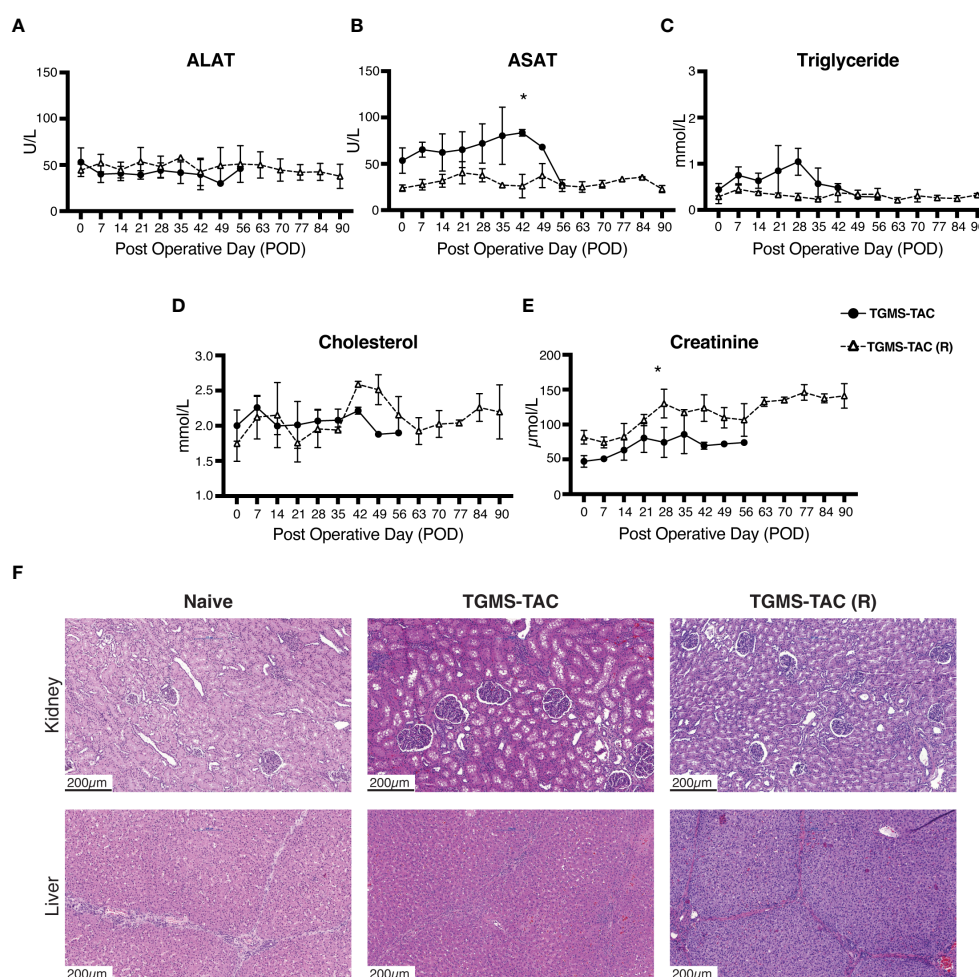 A
ALAT
U/L
150
100
50
0
0 7 14 21 28 35 42 49 56 63 70 77 84 90
Post Operative Day (POD)
B
ASAT
U/L
150
100
50
0
*
0 7 14 21 28 35 42 49 56 63 70 77 84 90
Post Operative Day (POD)
C
Triglyceride
mmol/L
3
2
1
0
0 7 14 21 28 35 42 49 56 63 70 77 84 90
Post Operative Day (POD)
D
Cholesterol
mmol/L
3.0
2.5
2.0
1.5
1.0
0 7 14 21 28 35 42 49 56 63 70 77 84 90
Post Operative Day (POD)
E
Creatinine
µmol/L
200
150
100
50
0
*
0 7 14 21 28 35 42 49 56 63 70 77 84 90
Post Operative Day (POD)
TGMS-TAC
TGMS-TAC (R)
F
Naive TGMS-TAC TGMS-TAC (R)
Kidney
200µm 200µm 200µm
Liver
200µm 200µm 200µm